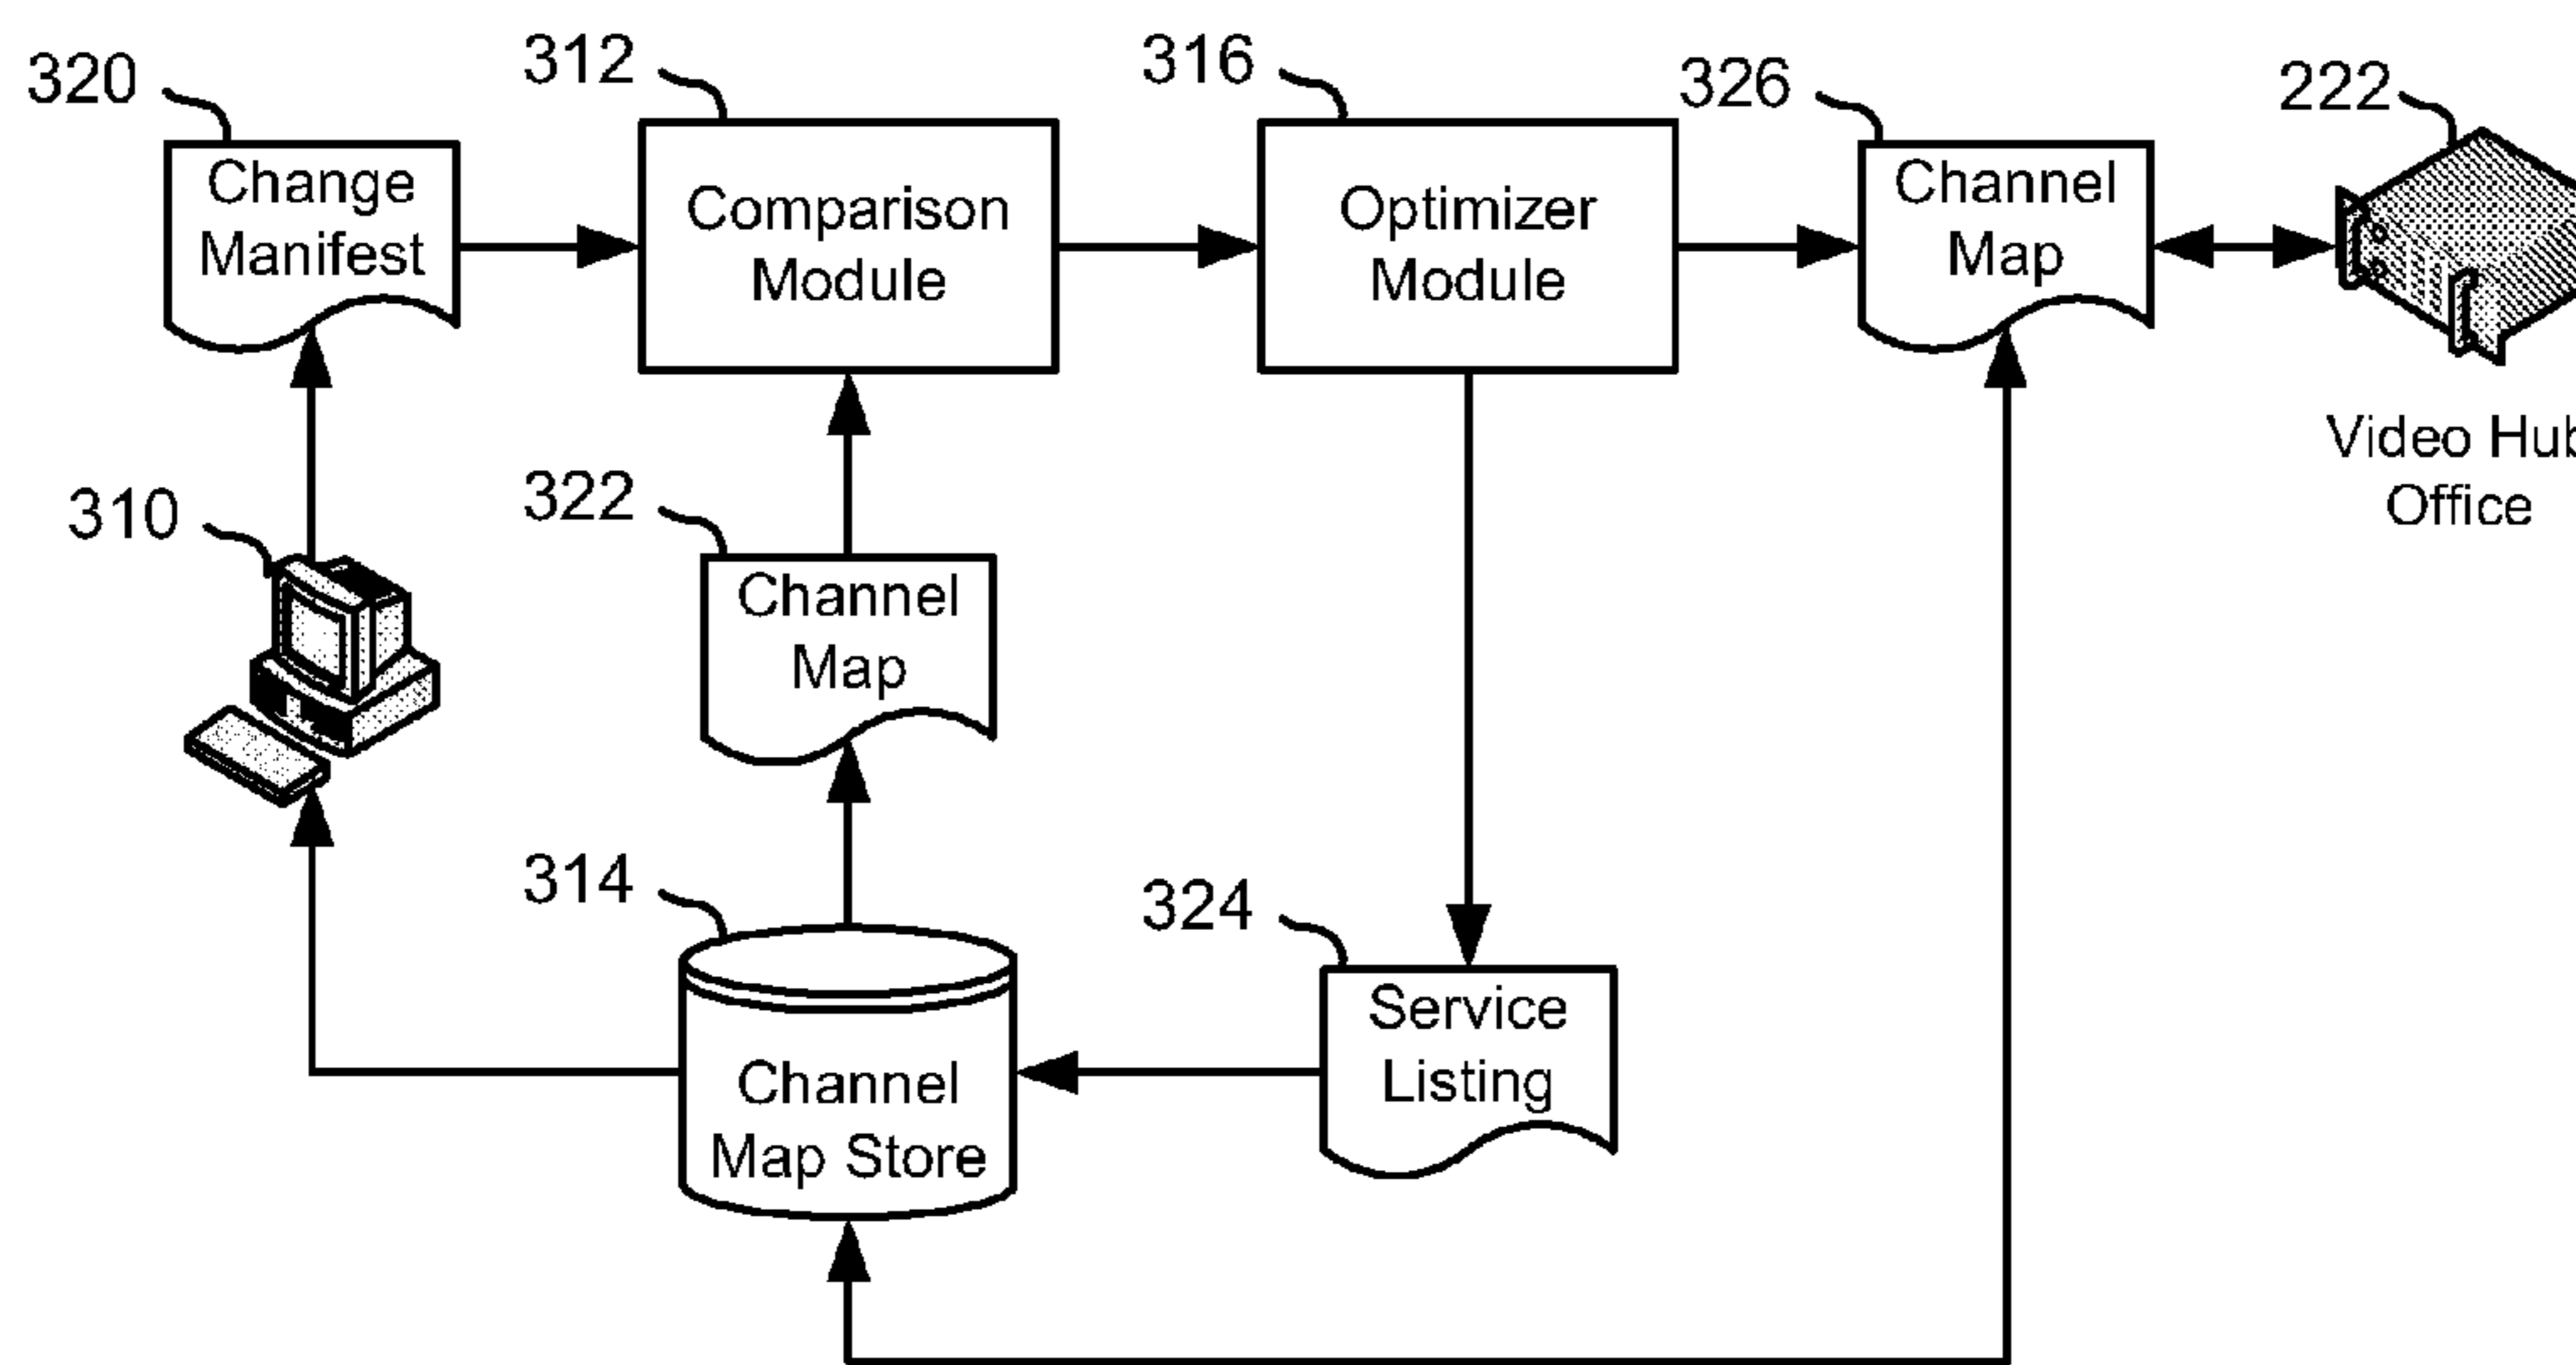 320
312
316
326
222
Change
Manifest
Comparison
Module
Optimizer
Module
Channel
Map
Video Hub
Office
310
322
Channel
Map
314
324
Channel
Map Store
Service
Listing